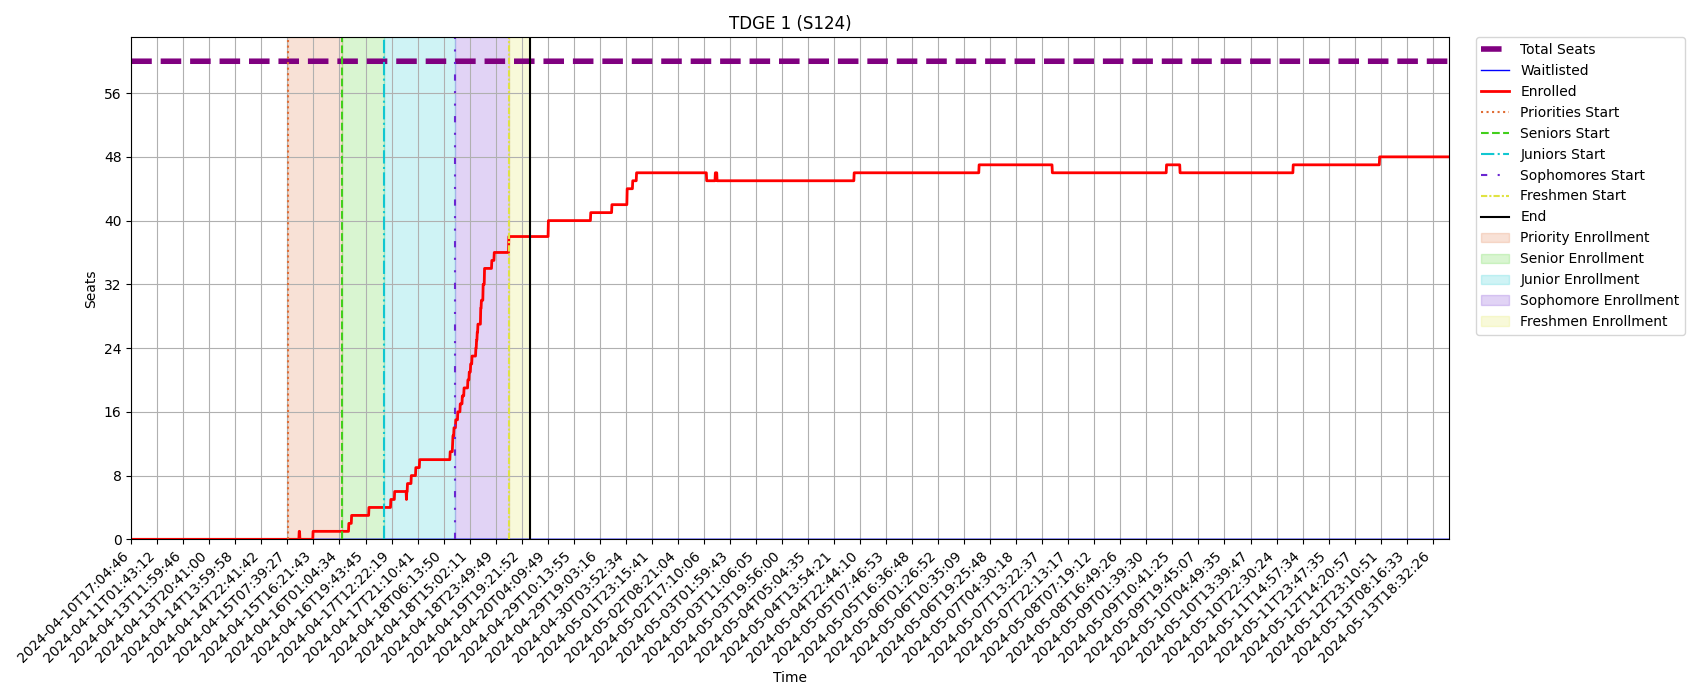 TDGE 1 (S124)
Seats
56
48
40
32
24
16
8
0
2024-04-10T17:04:46
2024-04-11T01:43:12
2024-04-13T11:59:46
2024-04-13T20:41:00
2024-04-14T13:59:58
2024-04-14T22:41:42
2024-04-15T07:39:27
2024-04-15T16:21:43
2024-04-16T01:04:34
2024-04-16T19:43:45
2024-04-17T12:22:19
2024-04-17T21:10:41
2024-04-18T06:13:50
2024-04-18T15:02:11
2024-04-18T23:49:49
2024-04-19T19:21:52
2024-04-20T04:09:49
2024-04-29T10:13:55
2024-04-29T19:03:16
2024-04-30T03:52:34
2024-05-01T23:15:41
2024-05-02T08:21:04
2024-05-02T17:10:06
2024-05-03T01:59:43
2024-05-03T11:06:05
2024-05-03T19:56:00
2024-05-04T05:04:35
2024-05-04T13:54:21
2024-05-04T22:44:10
2024-05-05T07:46:53
2024-05-05T16:36:48
2024-05-06T01:26:52
2024-05-06T10:35:09
2024-05-06T19:25:48
2024-05-07T04:30:18
2024-05-07T13:22:37
2024-05-07T22:13:17
2024-05-08T07:19:12
2024-05-08T16:49:26
2024-05-09T01:39:30
2024-05-09T10:41:25
2024-05-09T19:45:07
2024-05-10T04:49:35
2024-05-10T13:39:47
2024-05-10T22:30:24
2024-05-11T14:57:34
2024-05-11T23:47:35
2024-05-12T14:20:57
2024-05-12T23:10:51
2024-05-13T08:16:33
2024-05-13T18:32:26
Time
Total Seats
Waitlisted
Enrolled
Priorities Start
Seniors Start
Juniors Start
Sophomores Start
Freshmen Start
End
Priority Enrollment
Senior Enrollment
Junior Enrollment
Sophomore Enrollment
Freshmen Enrollment